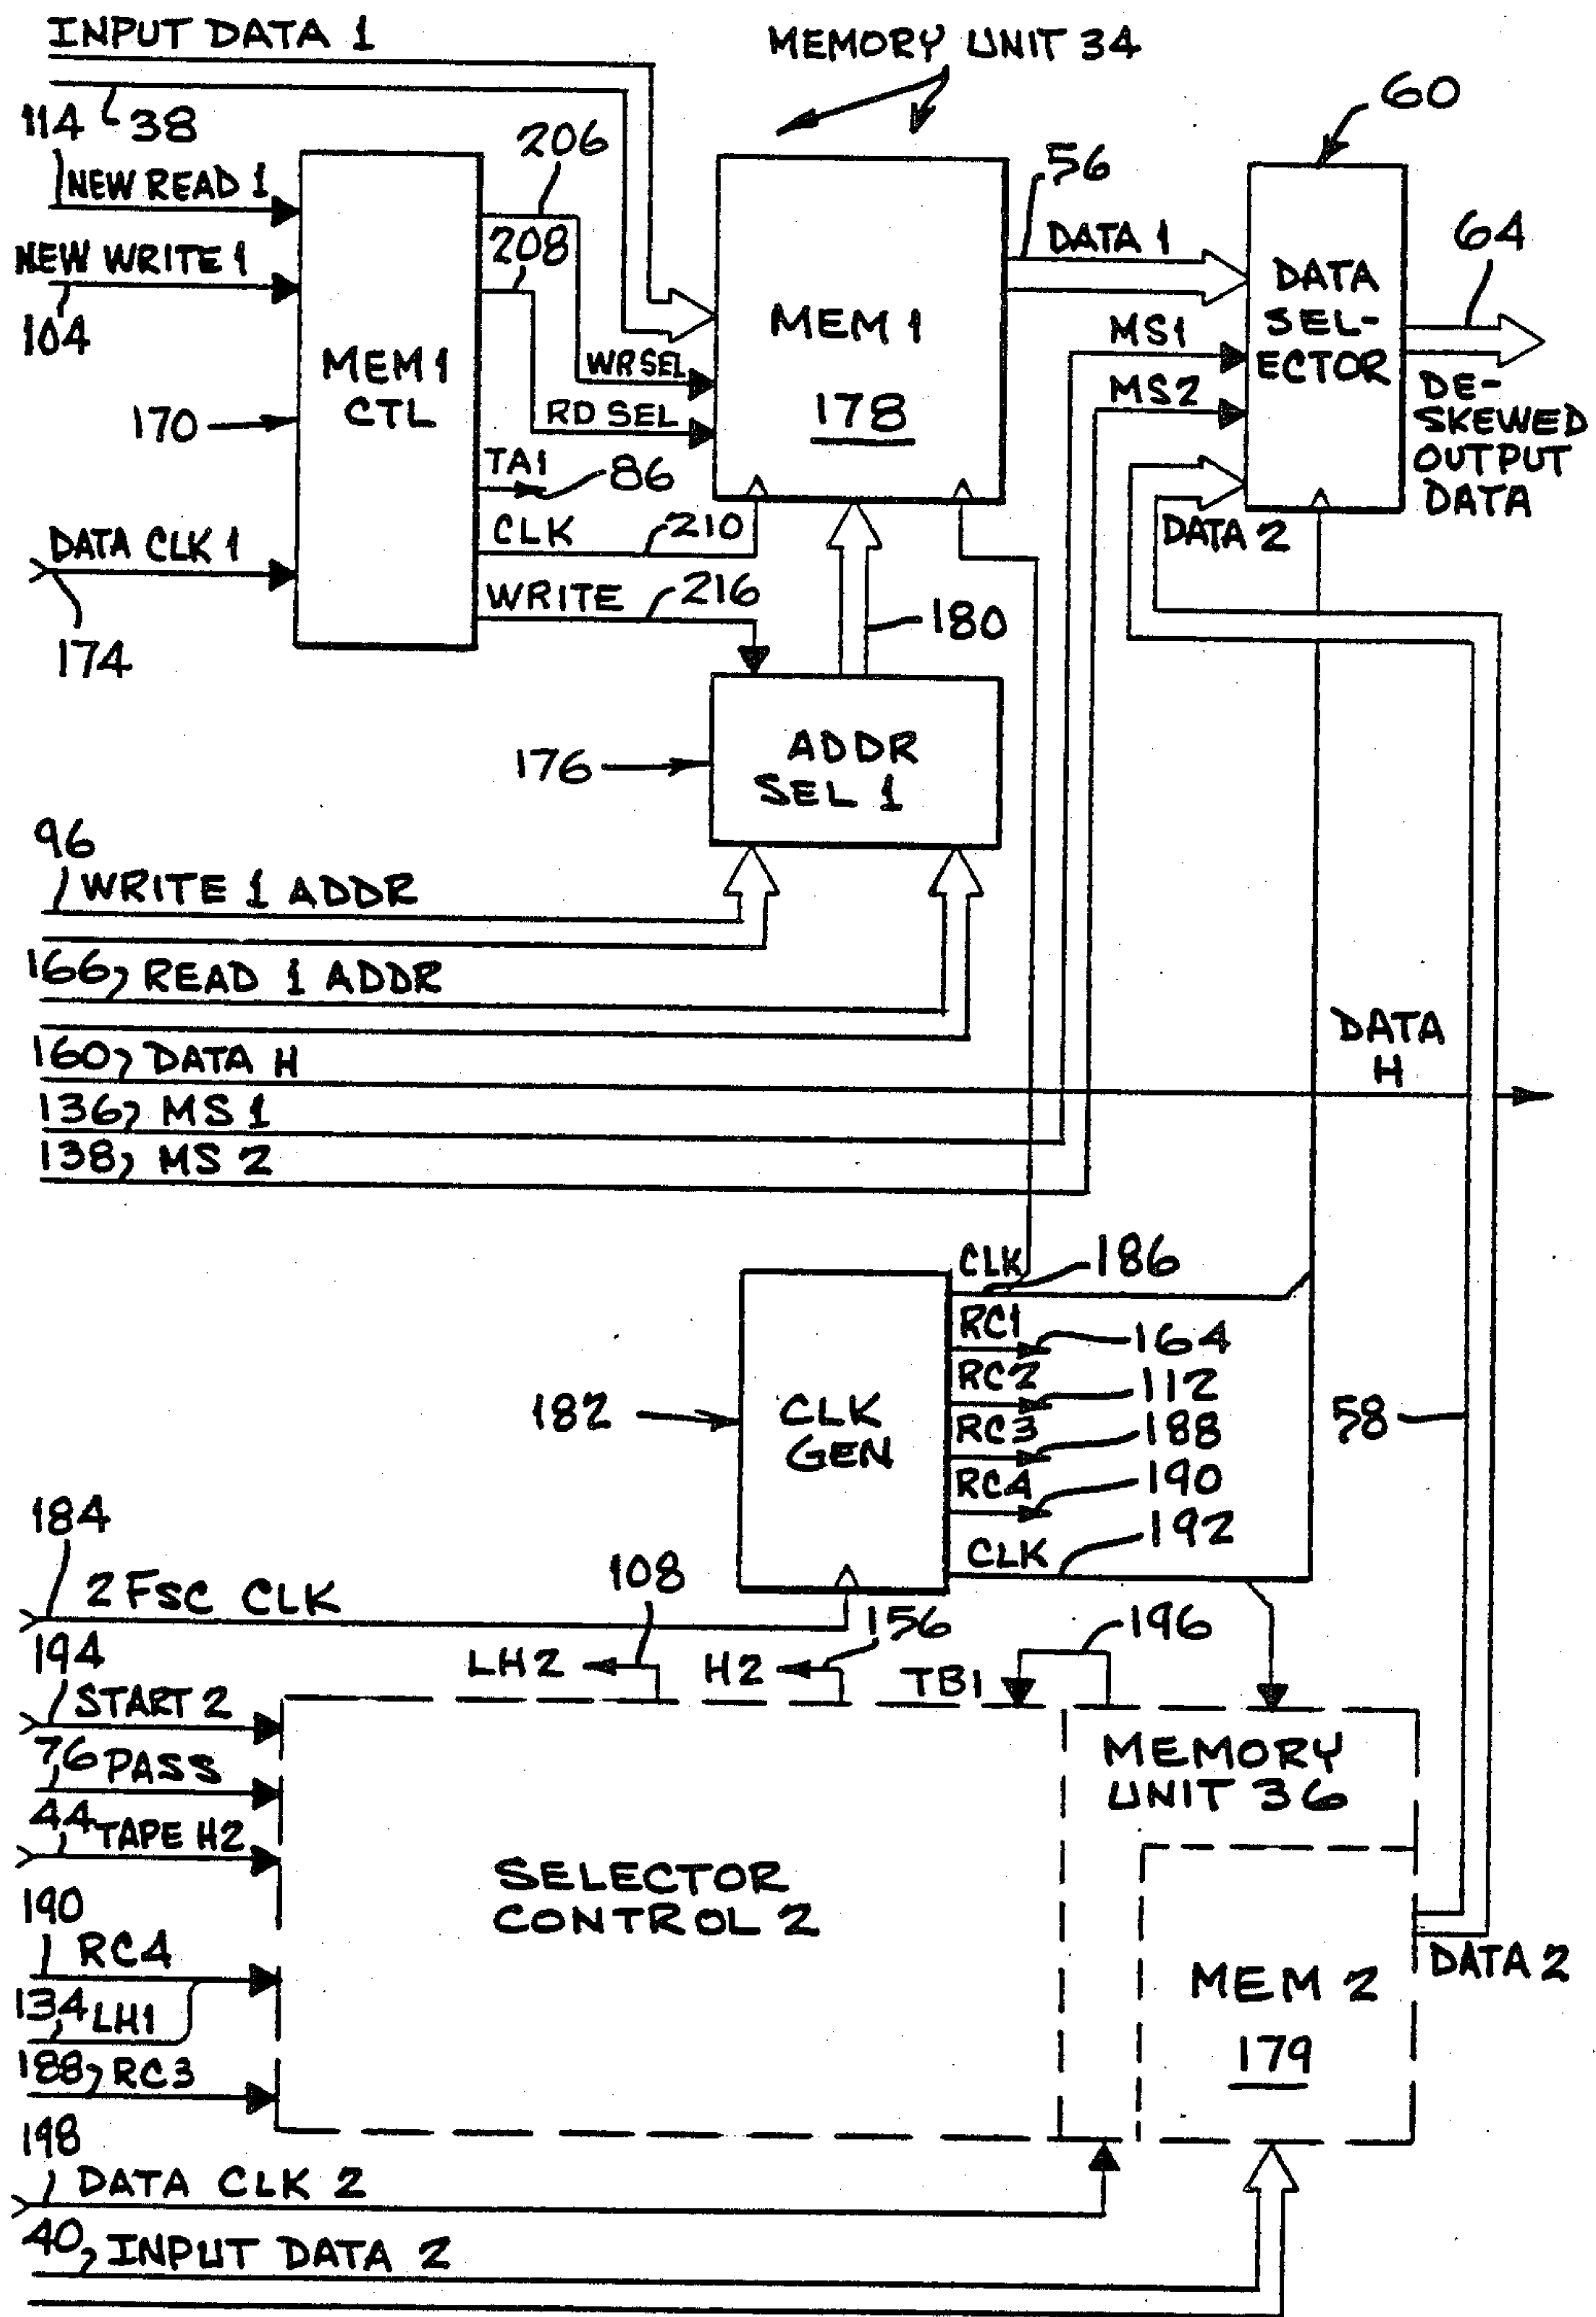 INPUT DATA 1
MEMORY UNIT 34
60
114
38
206
NEW READ 1
56
208
DATA 1
64
NEW WRITE 1
104
MEM 1
CTL
MEM 1
178
DATA
SEL-
ECTOR
MS1
MS2
WR SEL
RD SEL
170
DE-
SKEWED
OUTPUT
DATA
TA1
86
DATA CLK 1
CLK
210
DATA 2
WRITE
216
180
174
176
ADDR
SEL 1
96
WRITE 1 ADDR
166, READ 1 ADDR
160, DATA H
DATA
H
136, MS 1
138, MS 2
CLK
186
RC1
164
RC2
112
182
CLK
GEN
RC3
188
58
RC4
190
184
CLK
192
2 FSC CLK
108
156
196
194
LH2
H2
TB1
START 2
76 PASS
MEMORY
UNIT 36
44 TAPE H2
SELECTOR
CONTROL 2
190
RC4
DATA 2
134 LH1
MEM 2
179
188, RC3
198
DATA CLK 2
40, INPUT DATA 2